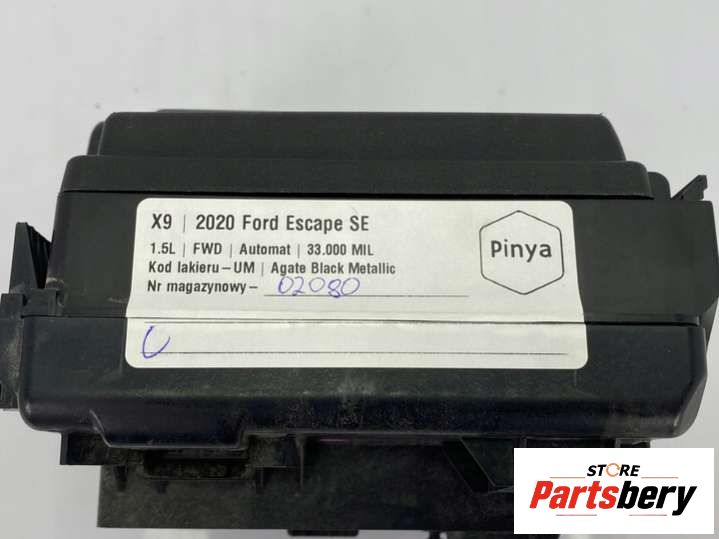 X9 | 2020 Ford Escape SE
1.5L | FWD | Automat | 33.000 MIL
Kod lakieru – UM | Agate Black Metallic
Nr magazynowy – 02080
Pinya
STORE
Partsbery